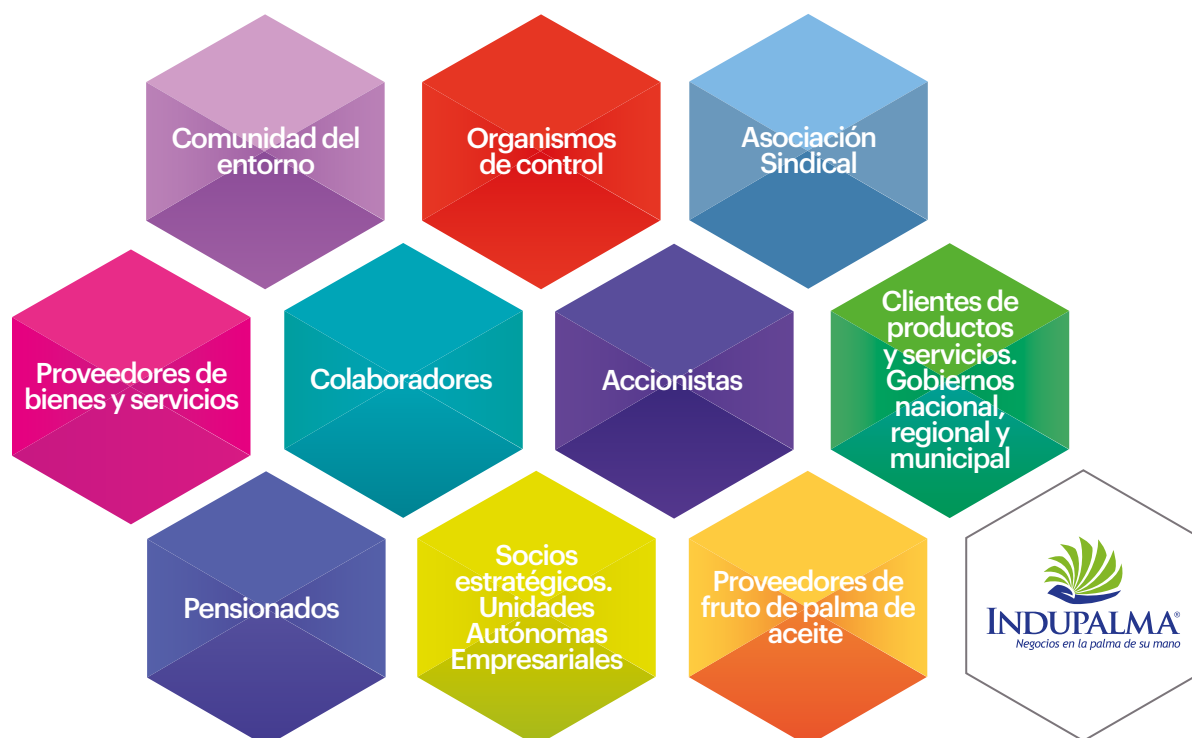 Comunidad del
entorno
Organismos
de control
Asociación
Sindical
Proveedores de
bienes y servicios
Colaboradores
Accionistas
Clientes de
productos
y servicios.
Gobiernos
nacional,
regional y
municipal
Pensionados
Socios
estratégicos.
Unidades
Autónomas
Empresariales
Proveedores de
fruto de palma de
aceite
INDUPALMA®
Negocios en la palma de su mano